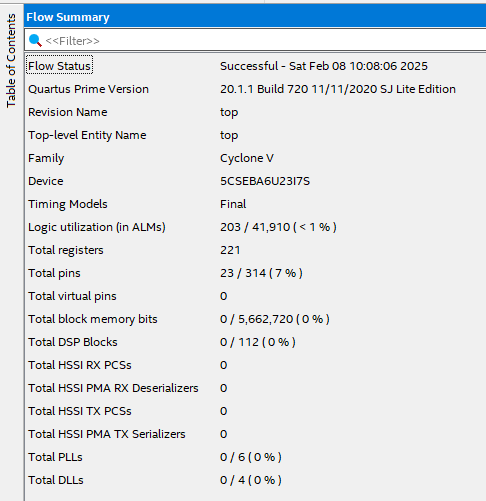 Table of Contents
Flow Summary
<<Filter>>
Flow Status Successful - Sat Feb 08 10:08:06 2025
Quartus Prime Version 20.1.1 Build 720 11/11/2020 SJ Lite Edition
Revision Name top
Top-level Entity Name top
Family Cyclone V
Device 5CSEBA6U23I7S
Timing Models Final
Logic utilization (in ALMs) 203 / 41,910 ( < 1 % )
Total registers 221
Total pins 23 / 314 ( 7 % )
Total virtual pins 0
Total block memory bits 0 / 5,662,720 ( 0 % )
Total DSP Blocks 0 / 112 ( 0 % )
Total HSSI RX PCSs 0
Total HSSI PMA RX Deserializers 0
Total HSSI TX PCSs 0
Total HSSI PMA TX Serializers 0
Total PLLs 0 / 6 ( 0 % )
Total DLLs 0 / 4 ( 0 % )